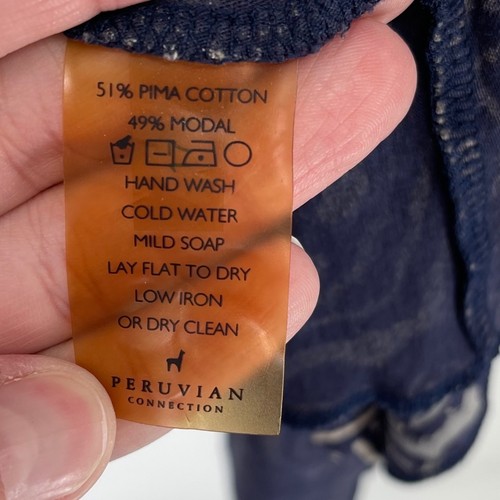 51% PIMA COTTON
49% MODAL
HAND WASH
COLD WATER
MILD SOAP
LAY FLAT TO DRY
LOW IRON
OR DRY CLEAN
PERUVIAN
CONNECTION